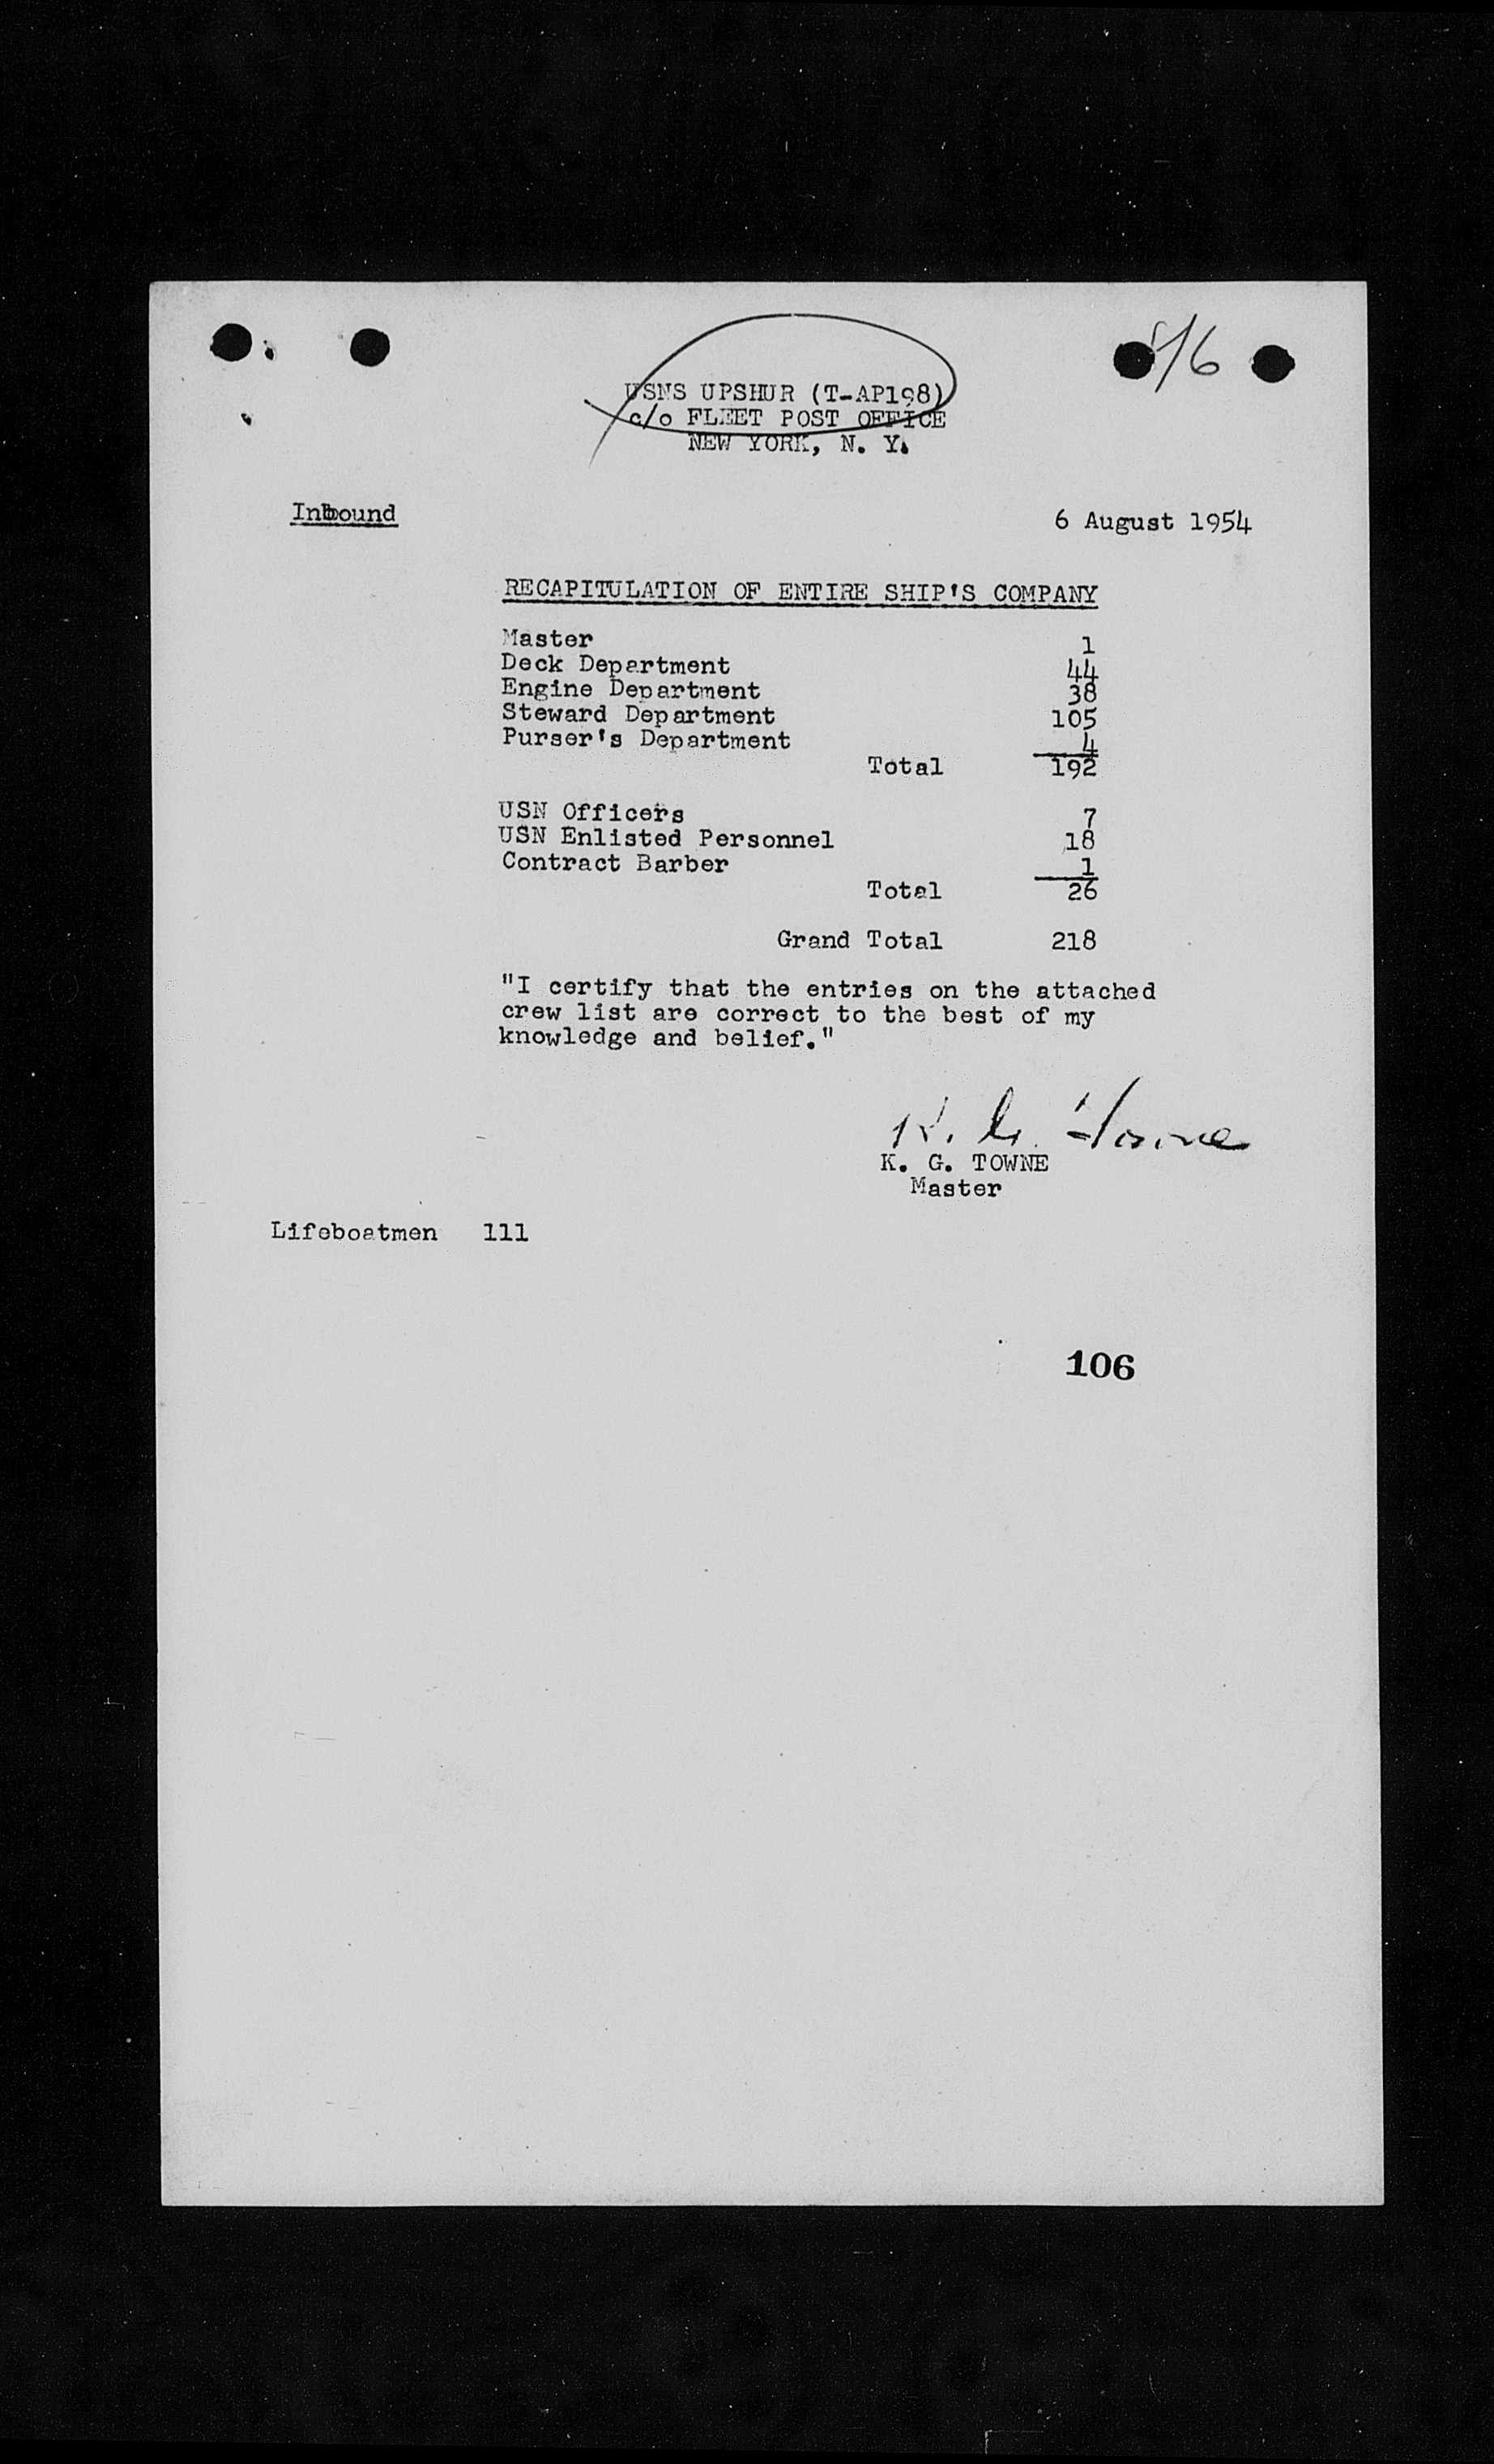 8/6
USNS UPSHUR (T-AP198)
c/o FLEET POST OFFICE
NEW YORK, N. Y.
Inbound 6 August 1954
RECAPITULATION OF ENTIRE SHIP'S COMPANY
Master 1
Deck Department 44
Engine Department 38
Steward Department 105
Purser's Department 4
Total 192
USN Officers 7
USN Enlisted Personnel 18
Contract Barber 1
Total 26
Grand Total 218
"I certify that the entries on the attached
crew list are correct to the best of my
knowledge and belief."
K. G. Towne
K. G. TOWNE
Master
Lifeboatmen 111
106